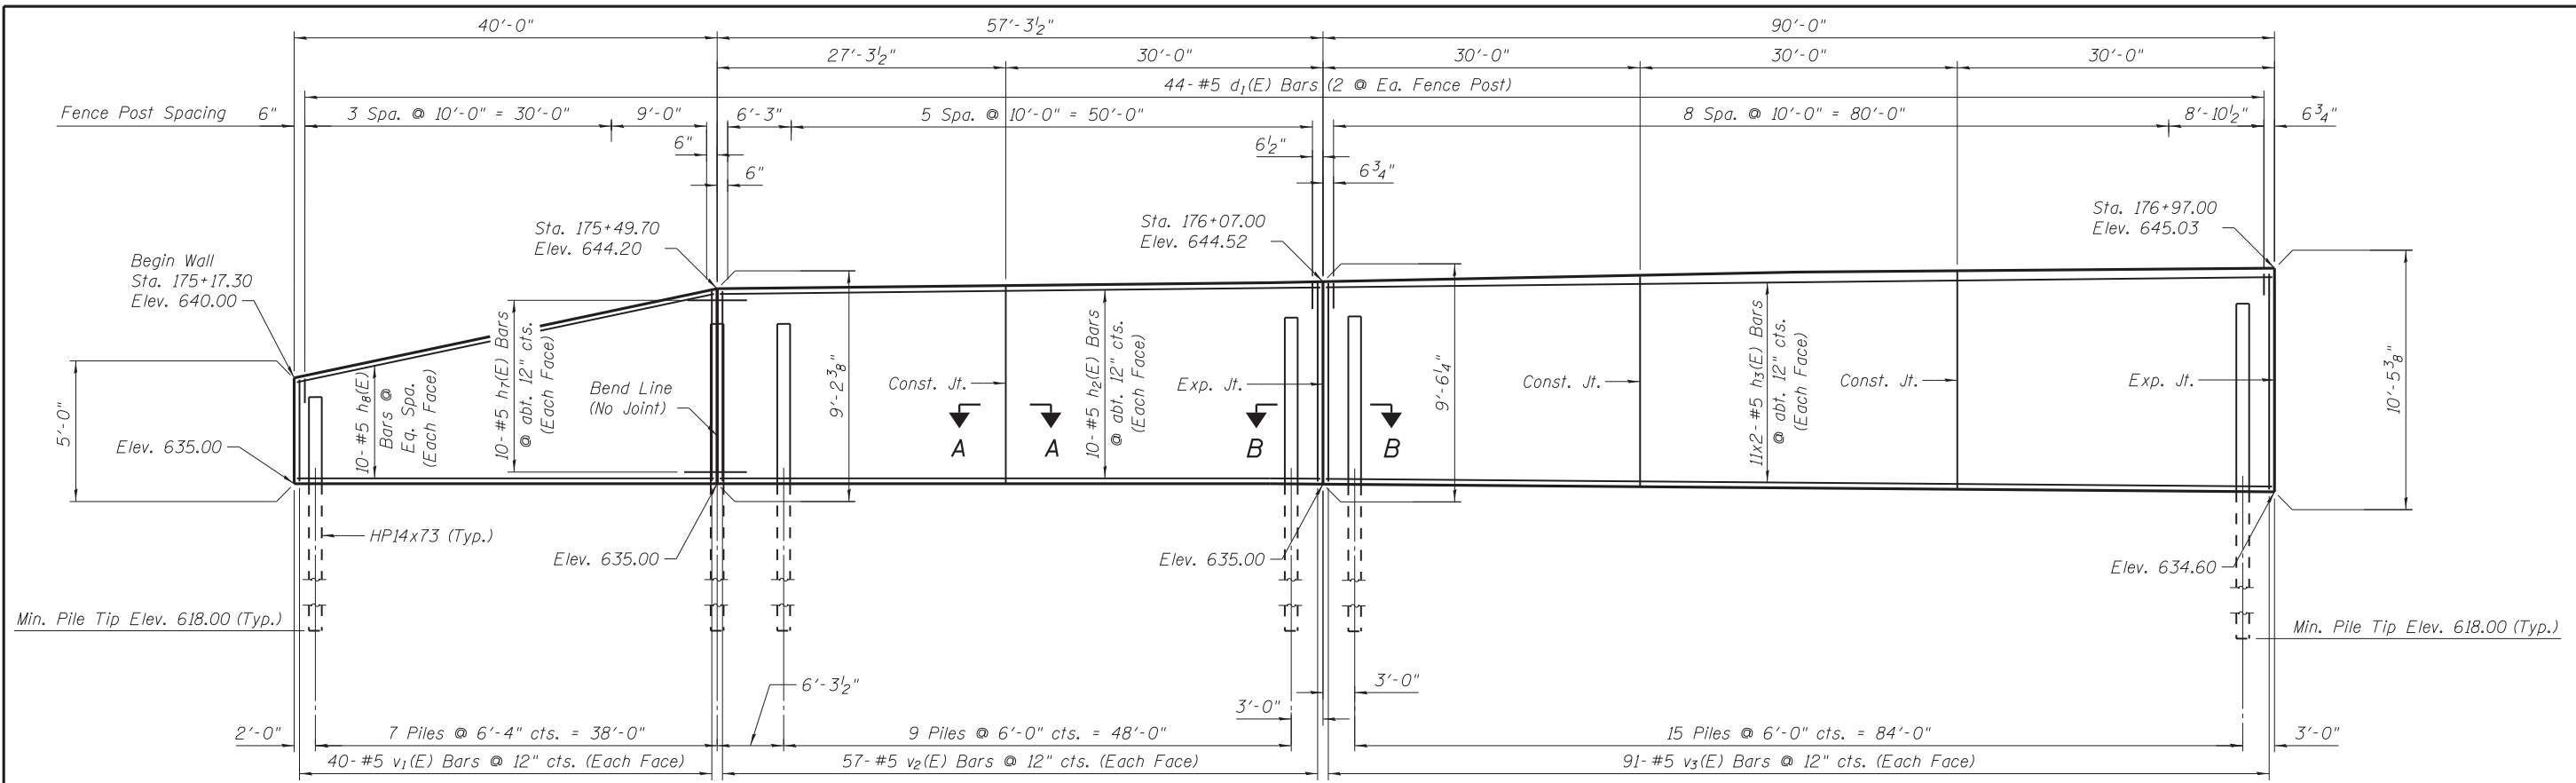 40'-0"
57'-3½"
90'-0"
27'-3½"
30'-0"
30'-0"
30'-0"
30'-0"
44-#5 d₁(E) Bars (2 @ Ea. Fence Post)
Fence Post Spacing
6"
3 Spa. @ 10'-0" = 30'-0"
9'-0"
6'-3"
5 Spa. @ 10'-0" = 50'-0"
8 Spa. @ 10'-0" = 80'-0"
8'-10½"
6¾"
6"
6"
6½"
6¾"
Sta. 175+49.70
Elev. 644.20
Sta. 176+07.00
Elev. 644.52
Sta. 176+97.00
Elev. 645.03
Begin Wall
Sta. 175+17.30
Elev. 640.00
5'-0"
Elev. 635.00
10-#5 h₈(E)
Bars @
Eq. Spa.
(Each Face)
10-#5 h₇(E) Bars
@ abt. 12" cts.
(Each Face)
Bend Line
(No Joint)
9'-2⅜"
Const. Jt.
A
A
10-#5 h₂(E) Bars
@ abt. 12" cts.
(Each Face)
Exp. Jt.
B
B
9'-6¼"
Const. Jt.
11x2-#5 h₃(E) Bars
@ abt. 12" cts.
(Each Face)
Const. Jt.
Exp. Jt.
10'-5⅜"
HP14x73 (Typ.)
Elev. 635.00
Elev. 635.00
Elev. 634.60
Min. Pile Tip Elev. 618.00 (Typ.)
Min. Pile Tip Elev. 618.00 (Typ.)
6'-3½"
3'-0"
3'-0"
2'-0"
7 Piles @ 6'-4" cts. = 38'-0"
9 Piles @ 6'-0" cts. = 48'-0"
15 Piles @ 6'-0" cts. = 84'-0"
3'-0"
40-#5 v₁(E) Bars @ 12" cts. (Each Face)
57-#5 v₂(E) Bars @ 12" cts. (Each Face)
91-#5 v₃(E) Bars @ 12" cts. (Each Face)